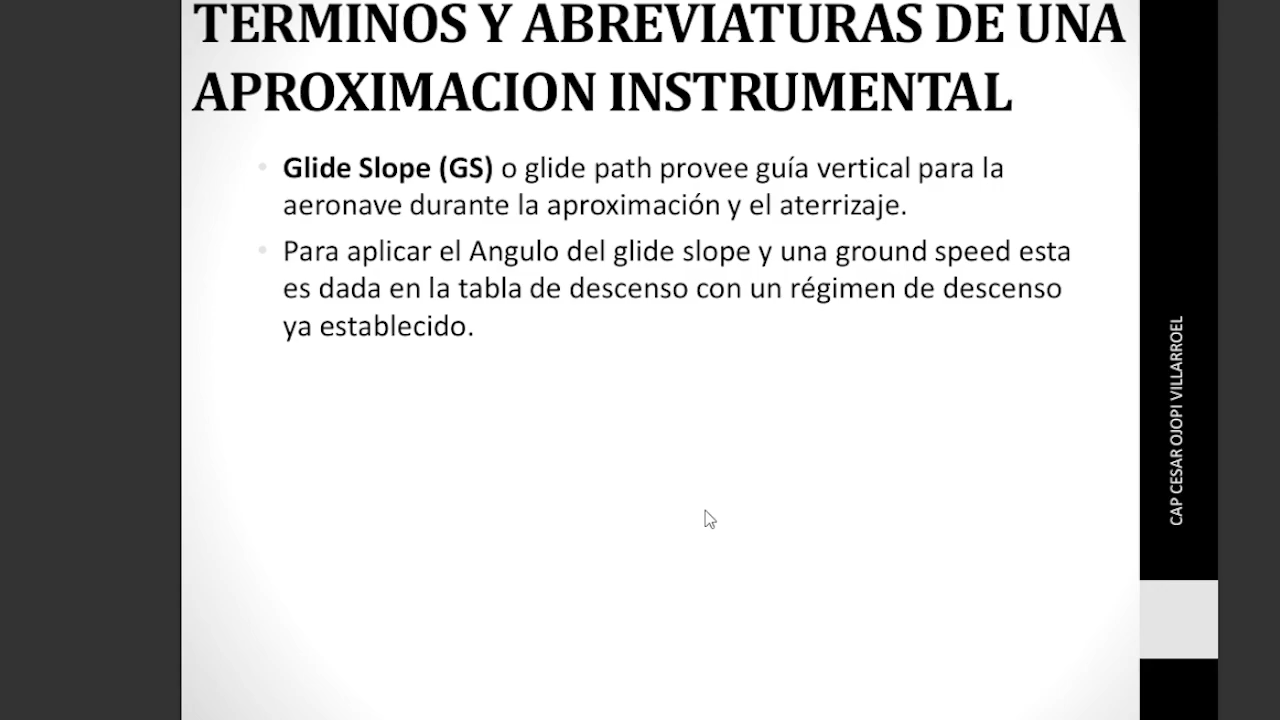 TERMINOS Y ABREVIATURAS DE UNA
APROXIMACION INSTRUMENTAL
• Glide Slope (GS) o glide path provee guía vertical para la
aeronave durante la aproximación y el aterrizaje.
• Para aplicar el Angulo del glide slope y una ground speed esta
es dada en la tabla de descenso con un régimen de descenso
ya establecido.
CAP CESAR OJOPI VILLARROEL